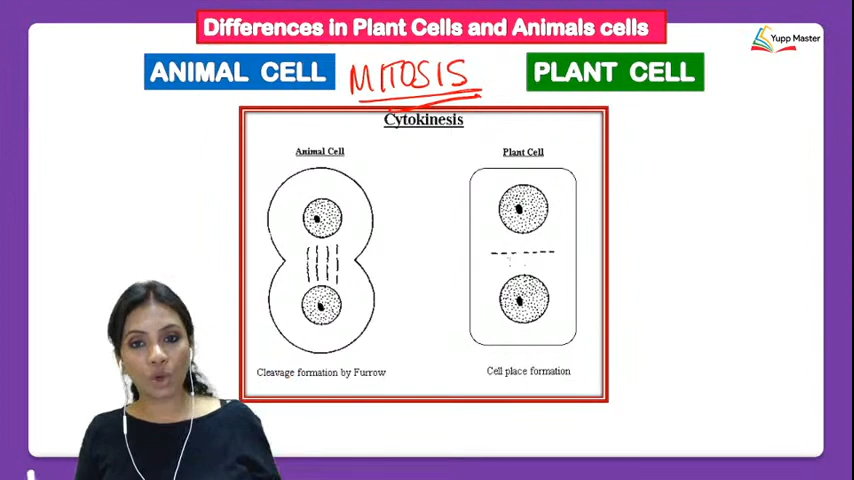 Differences in Plant Cells and Animals cells
Yupp Master
ANIMAL CELL
MITOSIS
PLANT CELL
Cytokinesis
Animal Cell
Plant Cell
Cleavage formation by Furrow
Cell place formation